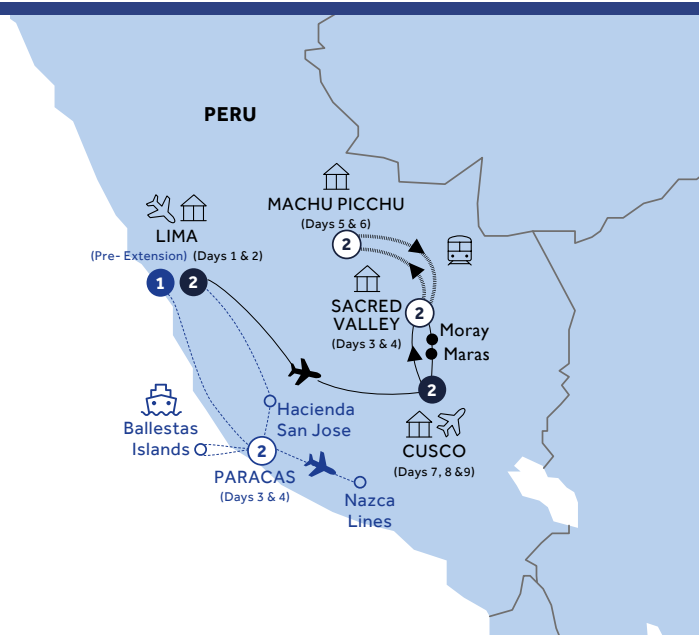 PERU
MACHU PICCHU
(Days 5 & 6)
2
LIMA
(Pre- Extension) (Days 1 & 2)
1 2
SACRED
VALLEY
(Days 3 & 4)
2
Moray
Maras
2
CUSCO
(Days 7, 8 &9)
Hacienda
San Jose
Ballestas
Islands
2
PARACAS
(Days 3 & 4)
Nazca
Lines